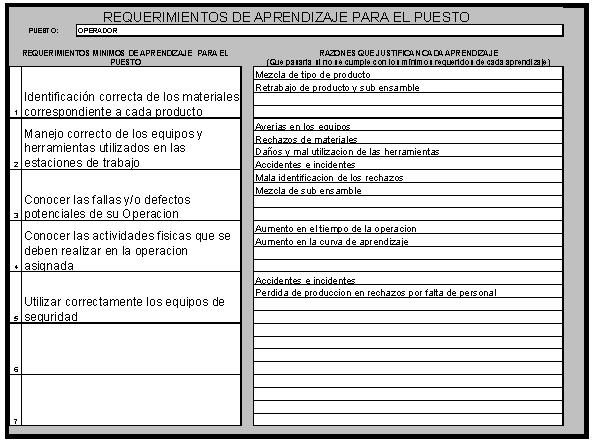 REQUERIMIENTOS DE APRENDIZAJE PARA EL PUESTO
PUESTO: OPERADOR
REQUERIMIENTOS MINIMOS DE APRENDIZAJE PARA EL
PUESTO
RAZONES QUE JUSTIFICAN CADA APRENDIZAJE
(Que pasaria si no se cumple con los minimos requeridos de cada aprendizaje)
Identificación correcta de los materiales
1 correspondiente a cada producto
Mezcla de tipo de producto
Retrabajo de producto y sub ensamble
Manejo correcto de los equipos y
herramientas utilizados en las
2 estaciones de trabajo
Averias en los equipos
Rechazos de materiales
Daños y mal utilizacion de las herramientas
Accidentes e incidentes
Conocer las fallas y/o defectos
3 potenciales de su Operacion
Mala identificacion de los rechazos
Mezcla de sub ensamble
Conocer las actividades fisicas que se
deben realizar en la operacion
4 asignada
Aumento en el tiempo de la operacion
Aumento en la curva de aprendizaje
Utilizar correctamente los equipos de
5 seguridad
Accidentes e incidentes
Perdida de produccion en rechazos por falta de personal
6
7